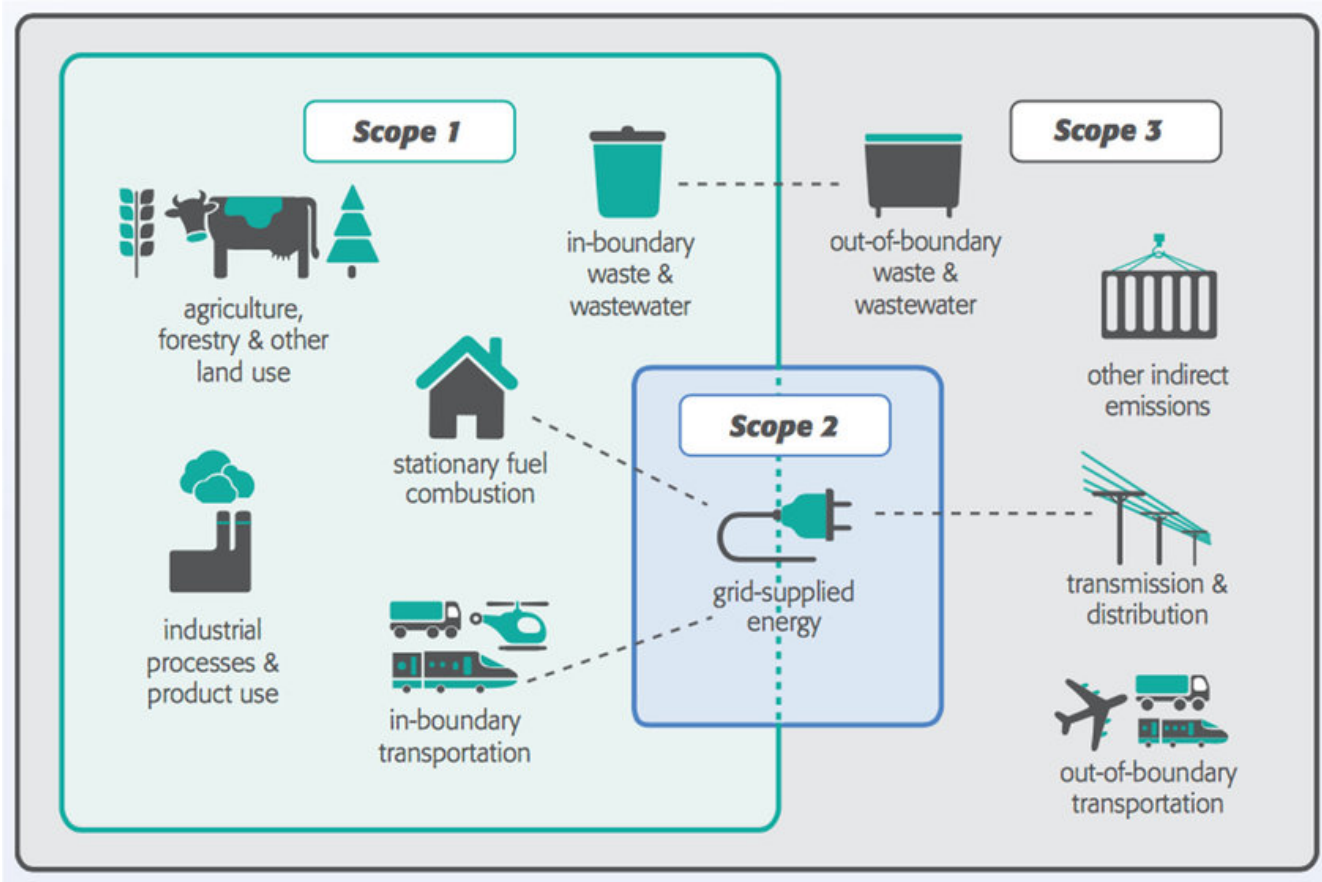 Scope 1
Scope 3
in-boundary
waste &
wastewater
out-of-boundary
waste &
wastewater
agriculture,
forestry & other
land use
other indirect
emissions
Scope 2
stationary fuel
combustion
grid-supplied
energy
transmission &
distribution
industrial
processes &
product use
in-boundary
transportation
out-of-boundary
transportation